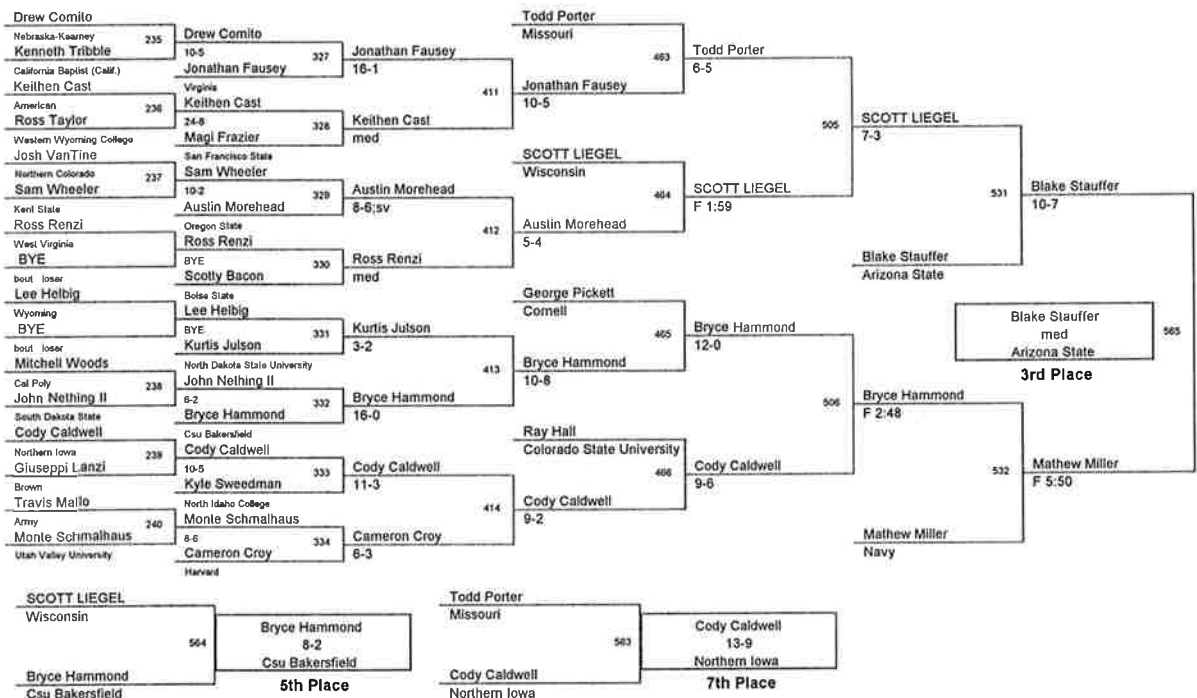 Drew Comito
Nebraska-Kearney
Kenneth Tribble
California Baptist (Calif.)
Keithen Cast
American
Ross Taylor
Western Wyoming College
Josh VanTine
Northern Colorado
Sam Wheeler
Kent State
Ross Renzi
West Virginia
BYE
bout loser
Lee Helbig
Wyoming
BYE
bout loser
Mitchell Woods
Cal Poly
John Nething II
South Dakota State
Cody Caldwell
Northern Iowa
Giuseppi Lanzi
Brown
Travis Mallo
Army
Monte Schmalhaus
Utah Valley University
235
236
237
238
239
240
Drew Comito
10-5
Jonathan Fausey
Virginia
Keithen Cast
24-8
Magi Frazier
San Francisco State
Sam Wheeler
10-2
Austin Morehead
Oregon State
Ross Renzi
BYE
Scotty Bacon
Boise State
Lee Helbig
BYE
Kurtis Julson
North Dakota State University
John Nething II
6-2
Bryce Hammond
Csu Bakersfield
Cody Caldwell
10-5
Kyle Sweedman
North Idaho College
Monte Schmalhaus
8-6
Cameron Croy
Harvard
327
328
329
330
331
332
333
334
Jonathan Fausey
16-1
Keithen Cast
med
Austin Morehead
8-6;sv
Ross Renzi
med
Kurtis Julson
3-2
Bryce Hammond
16-0
Cody Caldwell
11-3
Cameron Croy
6-3
411
412
413
414
Todd Porter
Missouri
Jonathan Fausey
10-5
SCOTT LIEGEL
Wisconsin
Austin Morehead
5-4
George Pickett
Cornell
Bryce Hammond
10-8
Ray Hall
Colorado State University
Cody Caldwell
9-2
463
464
465
466
Todd Porter
6-5
SCOTT LIEGEL
F 1:59
Bryce Hammond
12-0
Cody Caldwell
9-6
505
506
SCOTT LIEGEL
7-3
Blake Stauffer
Arizona State
Bryce Hammond
F 2:48
Mathew Miller
Navy
531
532
Blake Stauffer
10-7
Mathew Miller
F 5:50
Blake Stauffer
med
Arizona State
565
3rd Place
SCOTT LIEGEL
Wisconsin
564
Bryce Hammond
Csu Bakersfield
Bryce Hammond
8-2
Csu Bakersfield
5th Place
Todd Porter
Missouri
563
Cody Caldwell
Northern Iowa
Cody Caldwell
13-9
Northern Iowa
7th Place